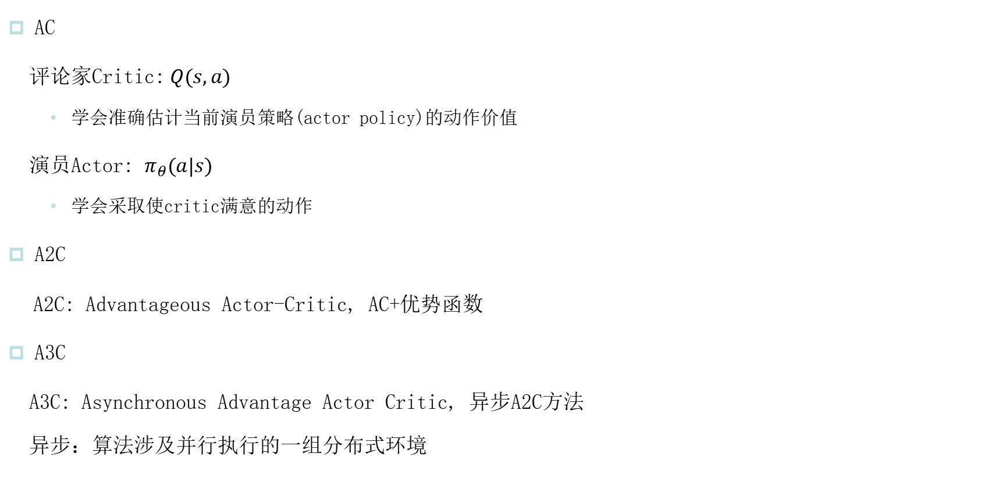 AC
评论家Critic: Q(s,a)
• 学会准确估计当前演员策略(actor policy)的动作价值
演员Actor: π_θ(a|s)
• 学会采取使critic满意的动作
A2C
A2C: Advantageous Actor-Critic, AC+优势函数
A3C
A3C: Asynchronous Advantage Actor Critic, 异步A2C方法
异步：算法涉及并行执行的一组分布式环境